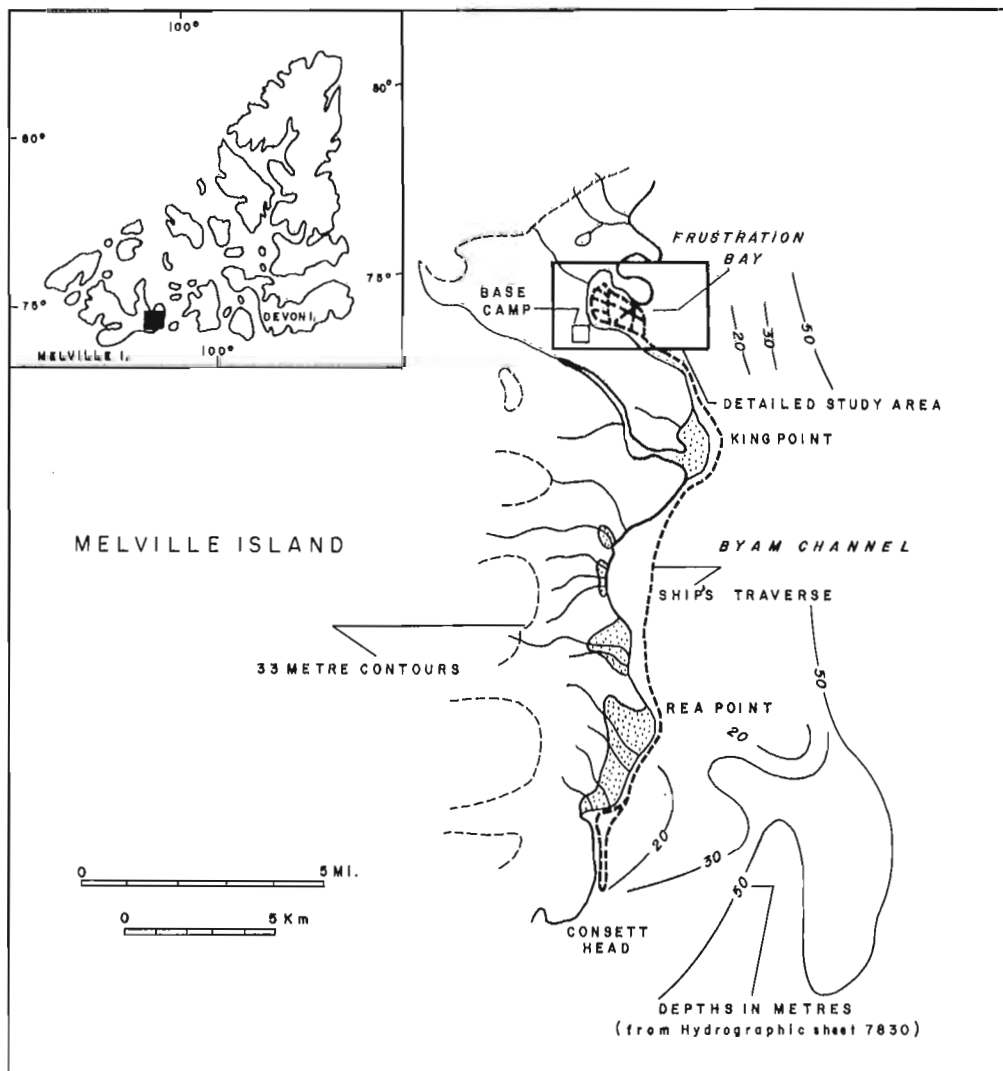 100°
80°
80°
75°
75°
DEVON I.
MELVILLE I.
100°
FRUSTRATION
BAY
BASE
CAMP
20
30
50
DETAILED STUDY AREA
KING POINT
MELVILLE ISLAND
BYAM CHANNEL
SHIP'S TRAVERSE
33 METRE CONTOURS
50
REA POINT
20
20
30
50
0 5 MI.
0 5 Km
CONSETT
HEAD
DEPTHS IN METRES
(from Hydrographic sheet 7830)